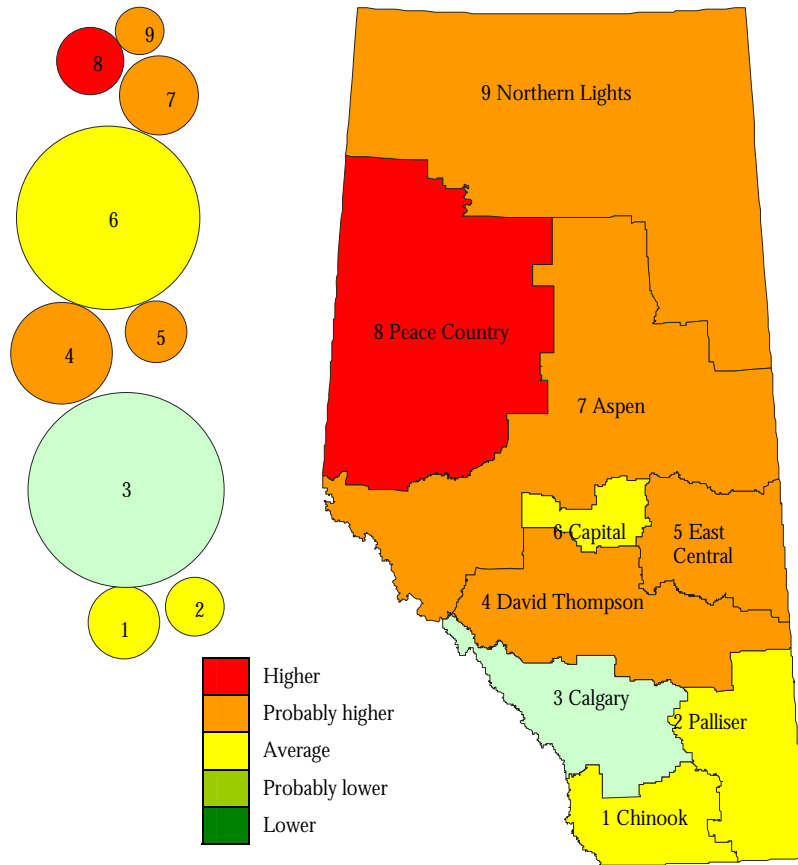 9
8
7
6
5
4
3
2
1
9 Northern Lights
8 Peace Country
7 Aspen
6 Capital
5 East
Central
4 David Thompson
3 Calgary
2 Palliser
1 Chinook
Higher
Probably higher
Average
Probably lower
Lower